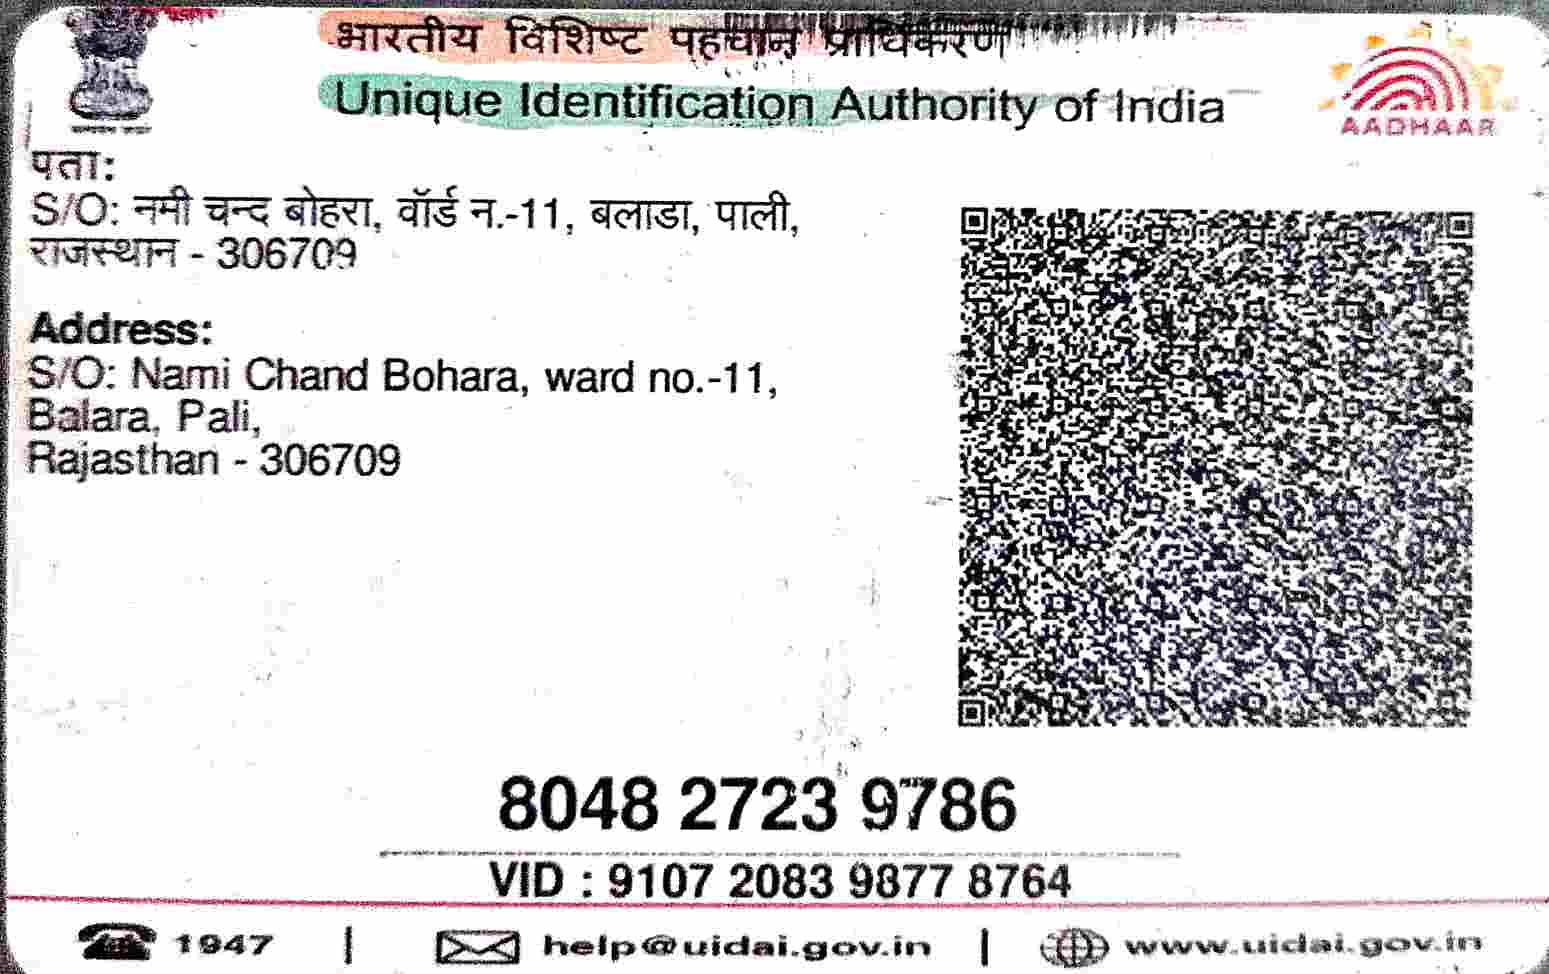 भारतीय विशिष्ट पहचान प्राधिकरण
Unique Identification Authority of India
AADHAAR
पता:
S/O: नमी चन्द बोहरा, वॉर्ड न.-11, बलाडा, पाली,
राजस्थान - 306709
Address:
S/O: Nami Chand Bohara, ward no.-11,
Balara, Pali,
Rajasthan - 306709
8048 2723 9786
VID : 9107 2083 9877 8764
1947 | help@uidai.gov.in | www.uidai.gov.in